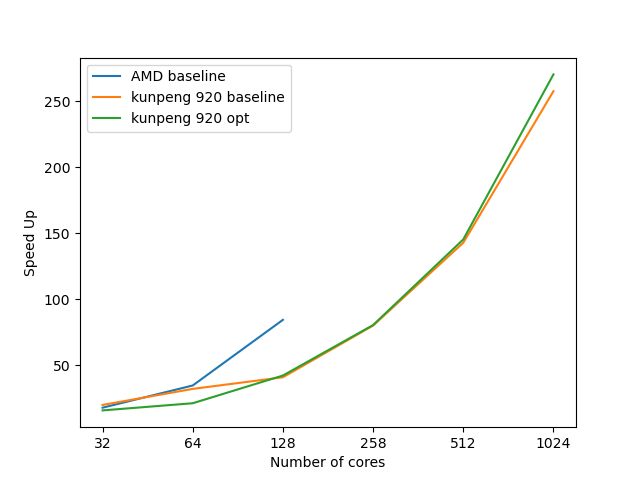 AMD baseline
kunpeng 920 baseline
kunpeng 920 opt
250
200
150
100
50
Speed Up
32 64 128 258 512 1024
Number of cores